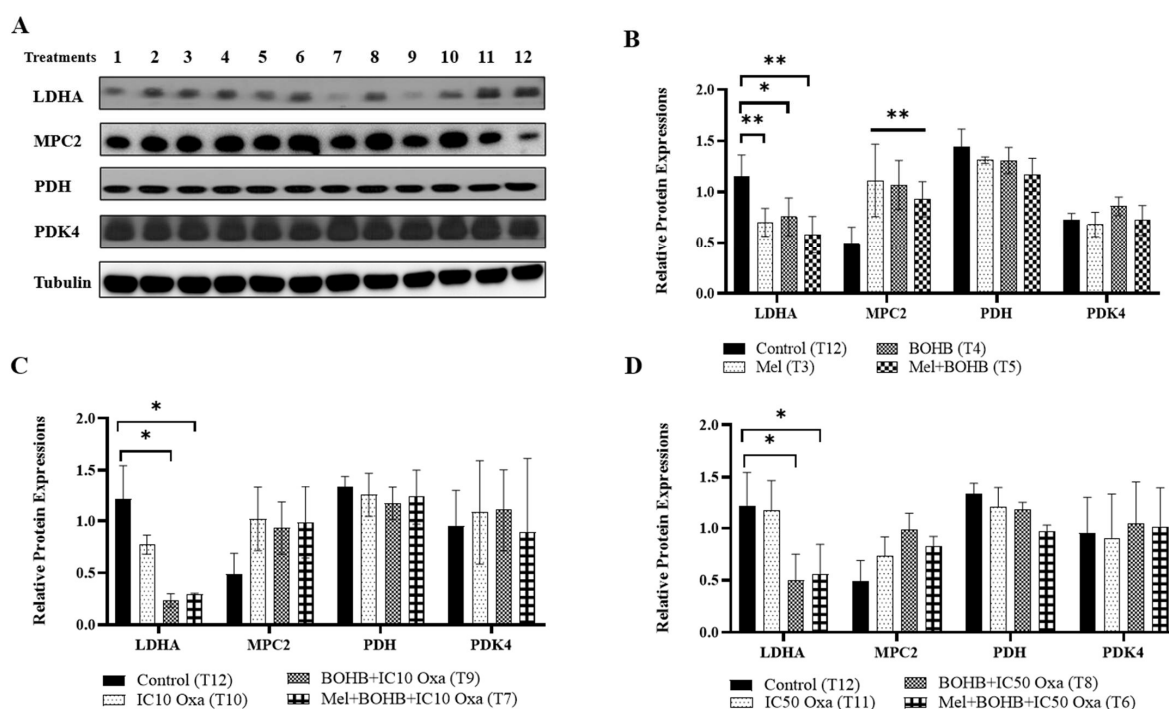 A
Treatments 1 2 3 4 5 6 7 8 9 10 11 12
LDHA
MPC2
PDH
PDK4
Tubulin
B
Relative Protein Expressions
2.0
1.5
1.0
0.5
0.0
**
*
**
**
LDHA MPC2 PDH PDK4
Control (T12) BOHB (T4)
Mel (T3) Mel+BOHB (T5)
C
Relative Protein Expressions
2.0
1.5
1.0
0.5
0.0
*
*
LDHA MPC2 PDH PDK4
Control (T12) BOHB+IC10 Oxa (T9)
IC10 Oxa (T10) Mel+BOHB+IC10 Oxa (T7)
D
Relative Protein Expressions
2.0
1.5
1.0
0.5
0.0
*
*
LDHA MPC2 PDH PDK4
Control (T12) BOHB+IC50 Oxa (T8)
IC50 Oxa (T11) Mel+BOHB+IC50 Oxa (T6)